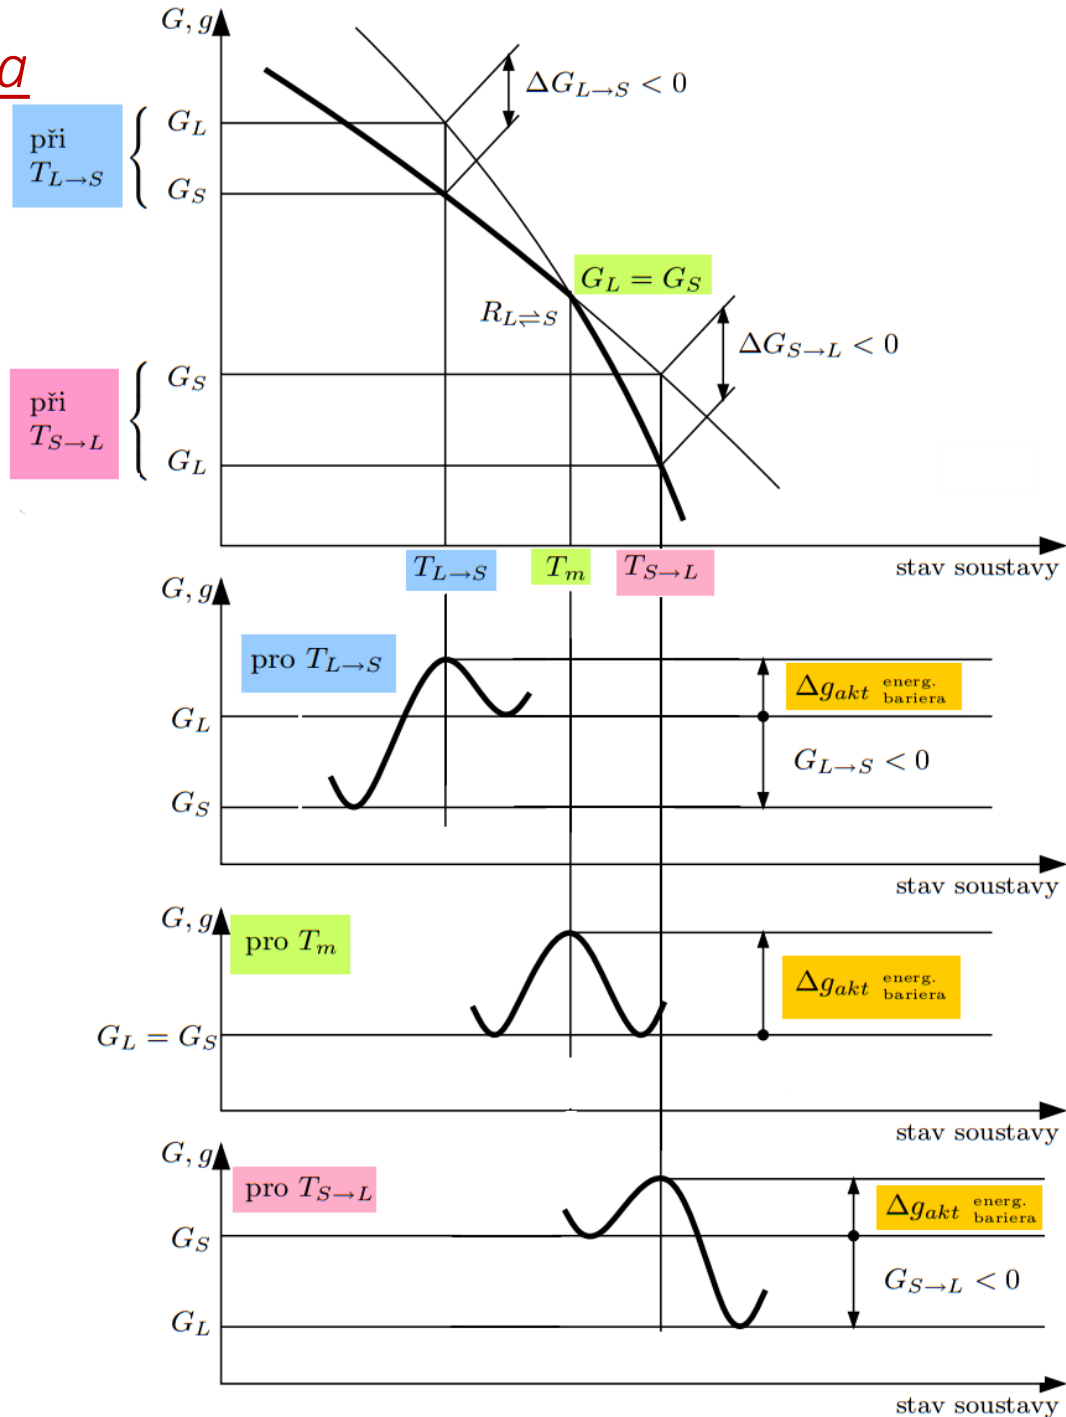 G, g
a
ΔG_{L→S} < 0
při
T_{L→S}
G_L
G_S
G_L = G_S
R_{L⇌S}
ΔG_{S→L} < 0
při
T_{S→L}
G_S
G_L
T_{L→S} T_m T_{S→L}
stav soustavy
G, g
pro T_{L→S}
Δg_{akt} energ. bariera
G_L
G_{L→S} < 0
G_S
stav soustavy
G, g
pro T_m
Δg_{akt} energ. bariera
G_L = G_S
stav soustavy
G, g
pro T_{S→L}
Δg_{akt} energ. bariera
G_S
G_{S→L} < 0
G_L
stav soustavy